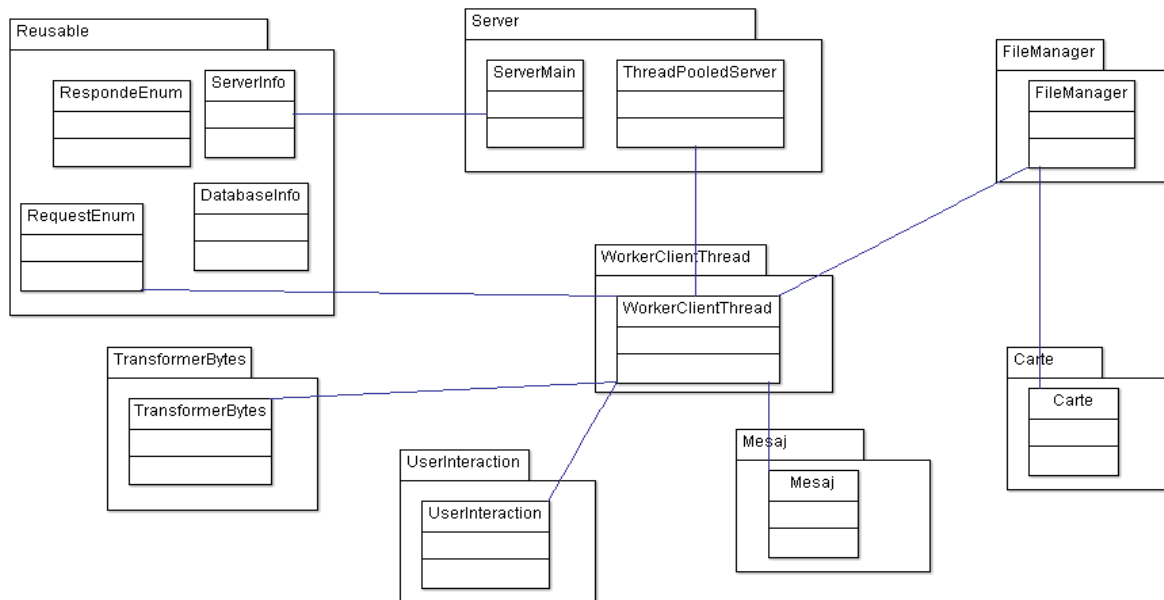 Reusable
RespondeEnum
ServerInfo
DatabaseInfo
RequestEnum
Server
ServerMain
ThreadPooledServer
FileManager
FileManager
WorkerClientThread
WorkerClientThread
TransformerBytes
TransformerBytes
UserInteraction
UserInteraction
Mesaj
Mesaj
Carte
Carte